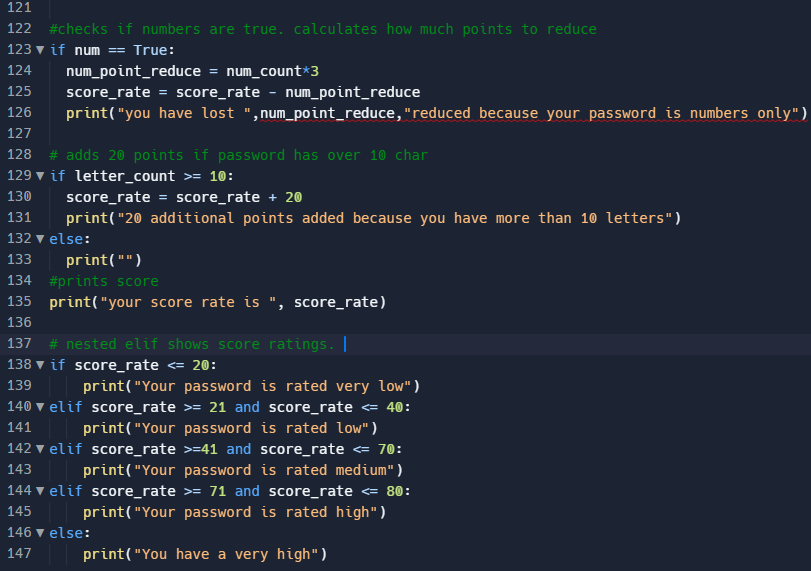 121
122 #checks if numbers are true. calculates how much points to reduce
123 ▼ if num == True:
124 num_point_reduce = num_count*3
125 score_rate = score_rate - num_point_reduce
126 print("you have lost ",num_point_reduce,"reduced because your password is numbers only")
127
128 # adds 20 points if password has over 10 char
129 ▼ if letter_count >= 10:
130 score_rate = score_rate + 20
131 print("20 additional points added because you have more than 10 letters")
132 ▼ else:
133 print("")
134 #prints score
135 print("your score rate is ", score_rate)
136
137 # nested elif shows score ratings.
138 ▼ if score_rate <= 20:
139 print("Your password is rated very low")
140 ▼ elif score_rate >= 21 and score_rate <= 40:
141 print("Your password is rated low")
142 ▼ elif score_rate >=41 and score_rate <= 70:
143 print("Your password is rated medium")
144 ▼ elif score_rate >= 71 and score_rate <= 80:
145 print("Your password is rated high")
146 ▼ else:
147 print("You have a very high")